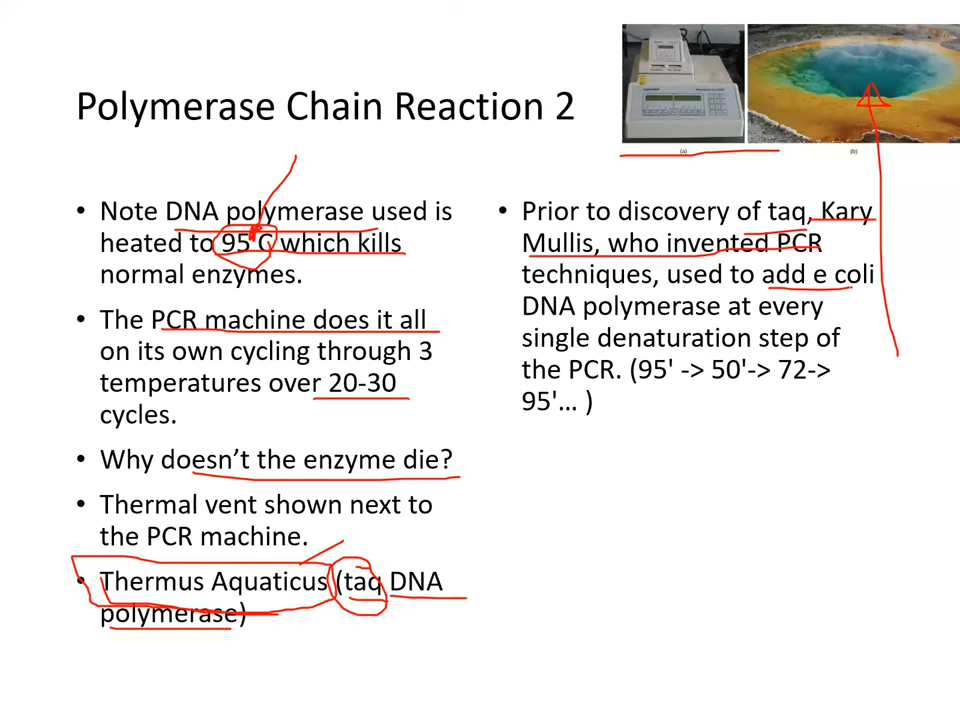 Polymerase Chain Reaction 2
(a)
(b)
• Note DNA polymerase used is
heated to 95 C which kills
normal enzymes.
• The PCR machine does it all
on its own cycling through 3
temperatures over 20-30
cycles.
• Why doesn’t the enzyme die?
• Thermal vent shown next to
the PCR machine.
• Thermus Aquaticus (taq DNA
polymerase)
• Prior to discovery of taq, Kary
Mullis, who invented PCR
techniques, used to add e coli
DNA polymerase at every
single denaturation step of
the PCR. (95' -> 50'-> 72->
95'… )